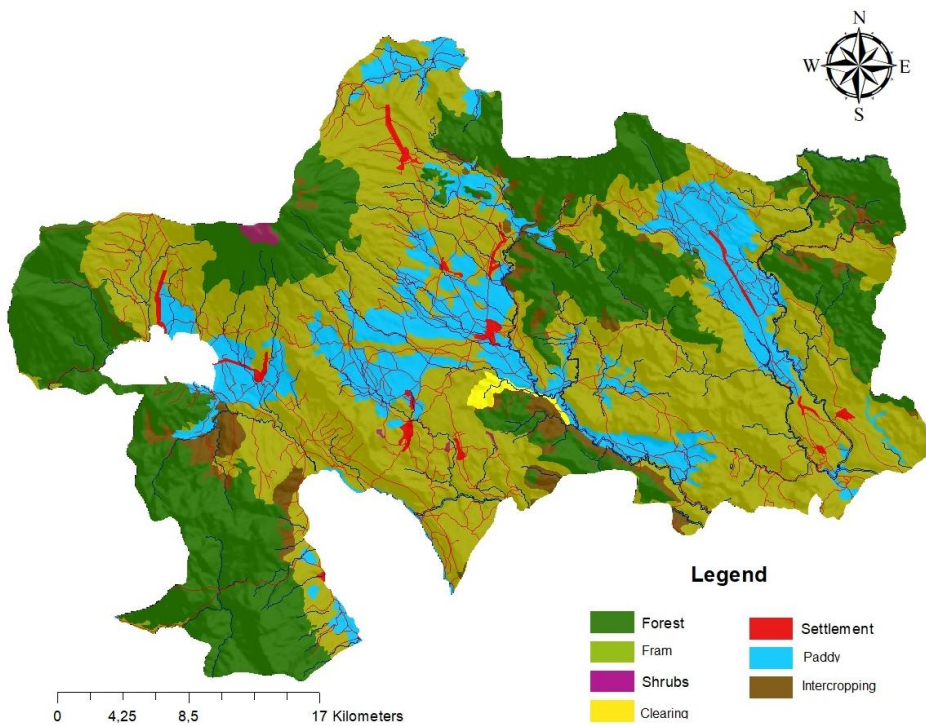 N
W E
S
Legend
Forest
Fram
Shrubs
Clearing
Settlement
Paddy
Intercropping
0 4,25 8,5 17 Kilometers